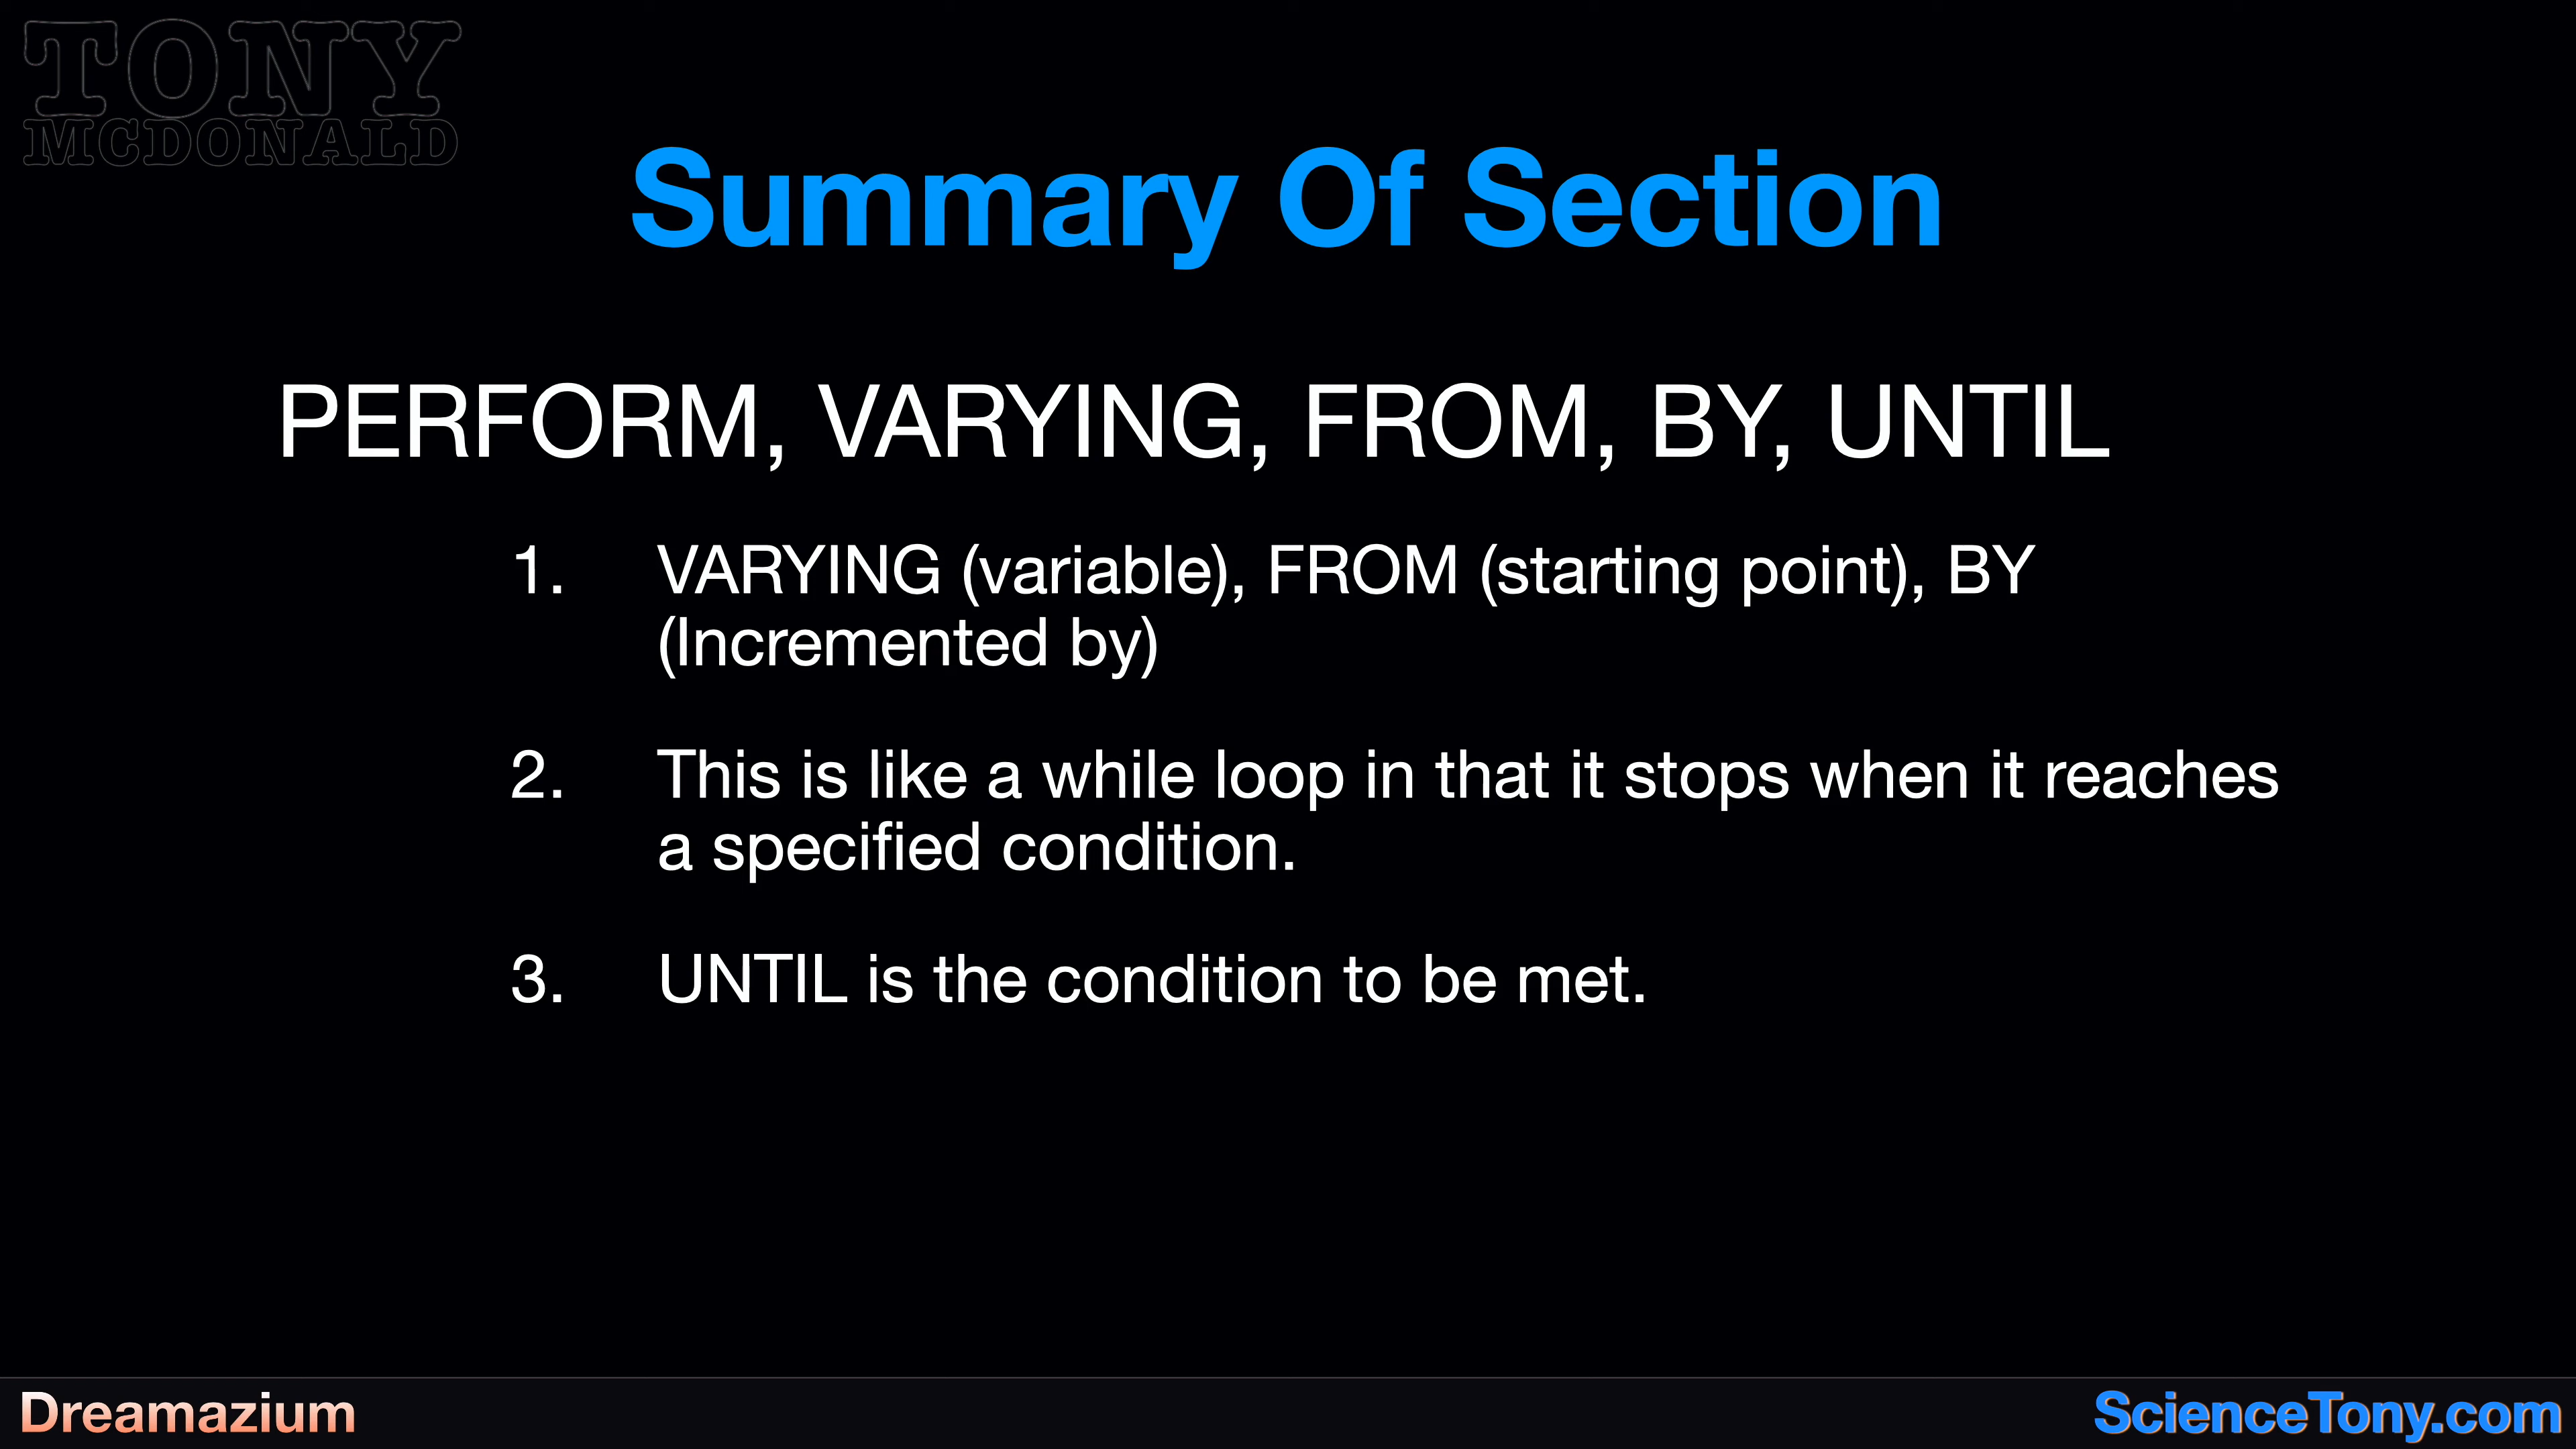 TONY
MCDONALD
Summary Of Section
PERFORM, VARYING, FROM, BY, UNTIL
1. VARYING (variable), FROM (starting point), BY
(Incremented by)
2. This is like a while loop in that it stops when it reaches
a specified condition.
3. UNTIL is the condition to be met.
Dreamazium
ScienceTony.com